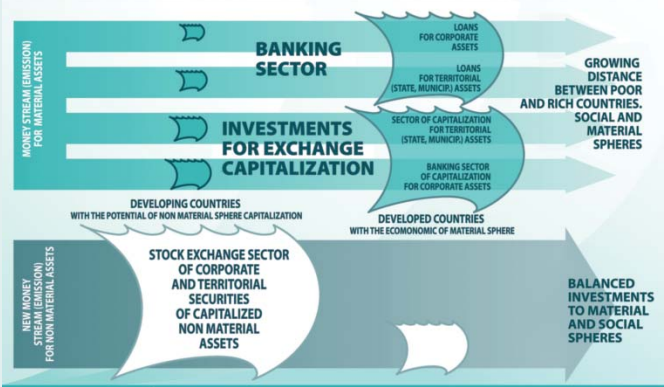 MONEY STREAM (EMISSION)
FOR MATERIAL ASSETS
BANKING
SECTOR
LOANS
FOR CORPORATE
ASSETS
LOANS
FOR TERRITORIAL
(STATE, MUNICIP.) ASSETS
INVESTMENTS
FOR EXCHANGE
CAPITALIZATION
SECTOR OF CAPITALIZATION
FOR TERRITORIAL
(STATE, MUNICIP.) ASSETS
BANKING SECTOR
OF CAPITALIZATION
FOR CORPORATE ASSETS
GROWING
DISTANCE
BETWEEN POOR
AND RICH COUNTRIES.
SOCIAL AND
MATERIAL
SPHERES
DEVELOPING COUNTRIES
WITH THE POTENTIAL OF NON MATERIAL SPHERE CAPITALIZATION
DEVELOPED COUNTRIES
WITH THE ECOMONOMIC OF MATERIAL SPHERE
NEW MONEY
STREAM (EMISSION)
FOR NON MATERIAL ASSETS
STOCK EXCHANGE SECTOR
OF CORPORATE
AND TERRITORIAL
SECURITIES
OF CAPITALIZED
NON MATERIAL
ASSETS
BALANCED
INVESTMENTS
TO MATERIAL
AND SOCIAL
SPHERES